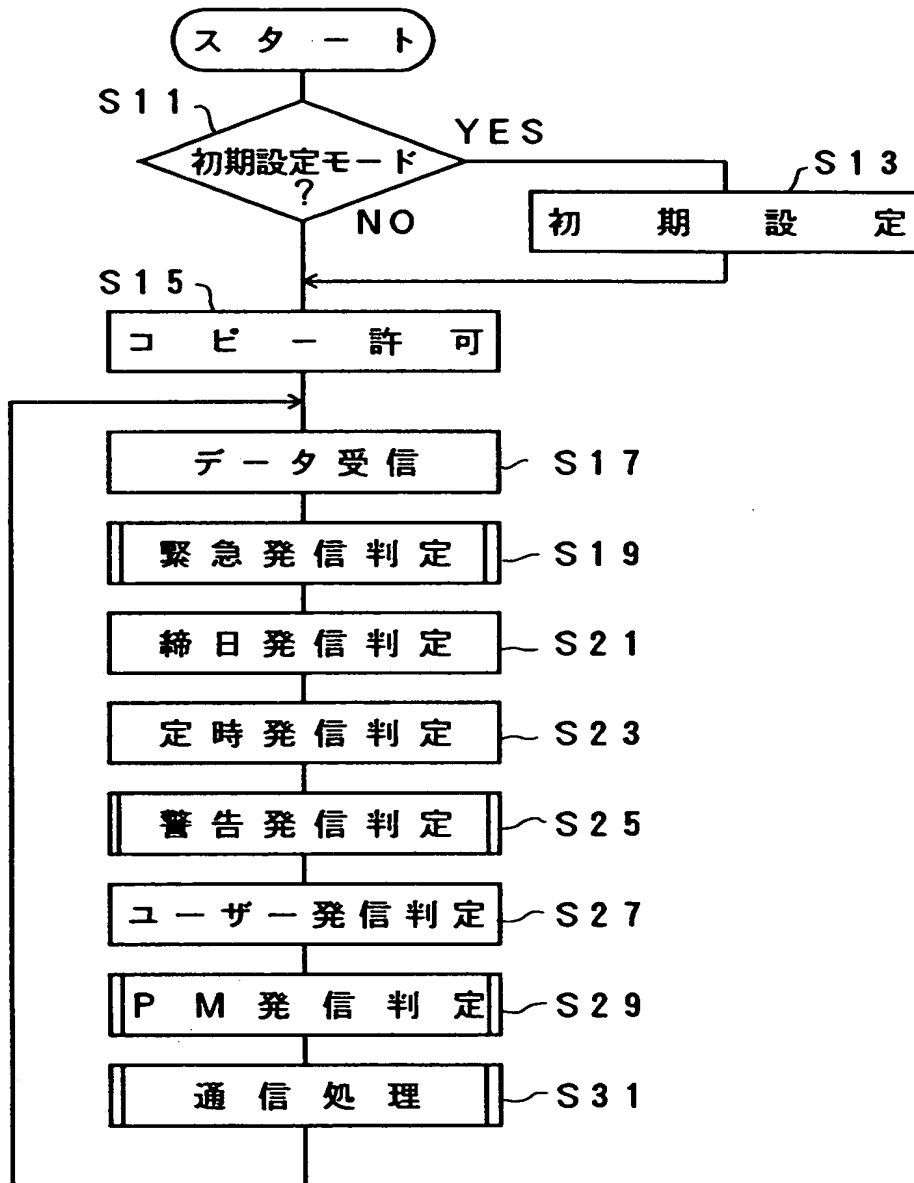 スタート
S11
YES
初期設定モード
?
NO
S13
初期設定
S15
コピー許可
データ受信 S17
緊急発信判定 S19
締日発信判定 S21
定時発信判定 S23
警告発信判定 S25
ユーザー発信判定 S27
PM発信判定 S29
通信処理 S31